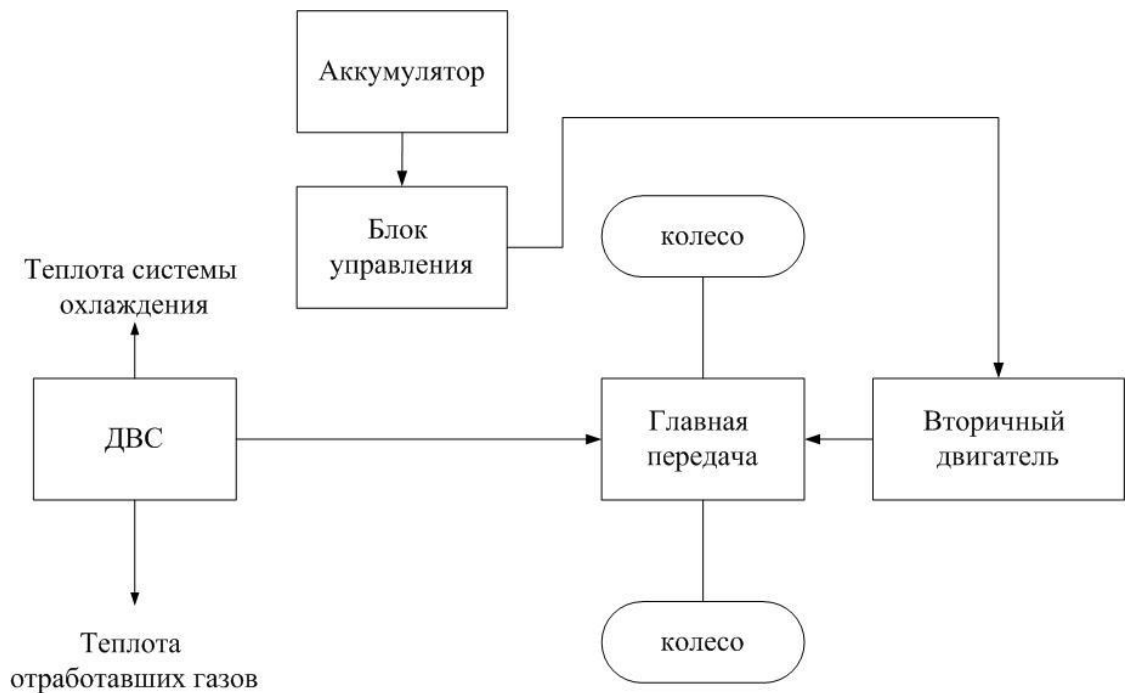 Аккумулятор
Блок
управления
колесо
Теплота системы
охлаждения
ДВС
Главная
передача
Вторичный
двигатель
колесо
Теплота
отработавших газов